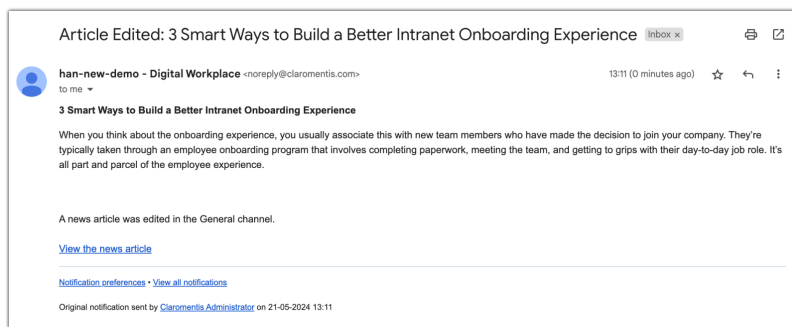 Article Edited: 3 Smart Ways to Build a Better Intranet Onboarding Experience Inbox ×
han-new-demo - Digital Workplace <noreply@claromentis.com> 13:11 (0 minutes ago)
to me
3 Smart Ways to Build a Better Intranet Onboarding Experience
When you think about the onboarding experience, you usually associate this with new team members who have made the decision to join your company. They're
typically taken through an employee onboarding program that involves completing paperwork, meeting the team, and getting to grips with their day-to-day job role. It's
all part and parcel of the employee experience.
A news article was edited in the General channel.
View the news article
Notification preferences • View all notifications
Original notification sent by Claromentis Administrator on 21-05-2024 13:11